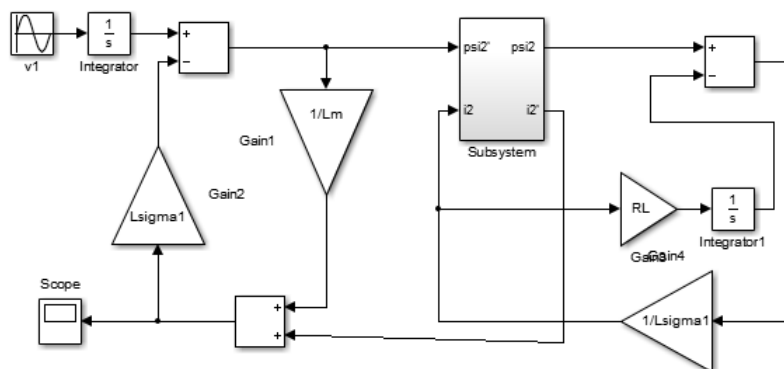 v1
1
s
Integrator
+
−
1/Lm
Gain1
Lsigma1
Gain2
Scope
+
+
psi2'
psi2
i2
i2'
Subsystem
+
−
RL
Gain4
1
s
Integrator1
1/Lsigma1